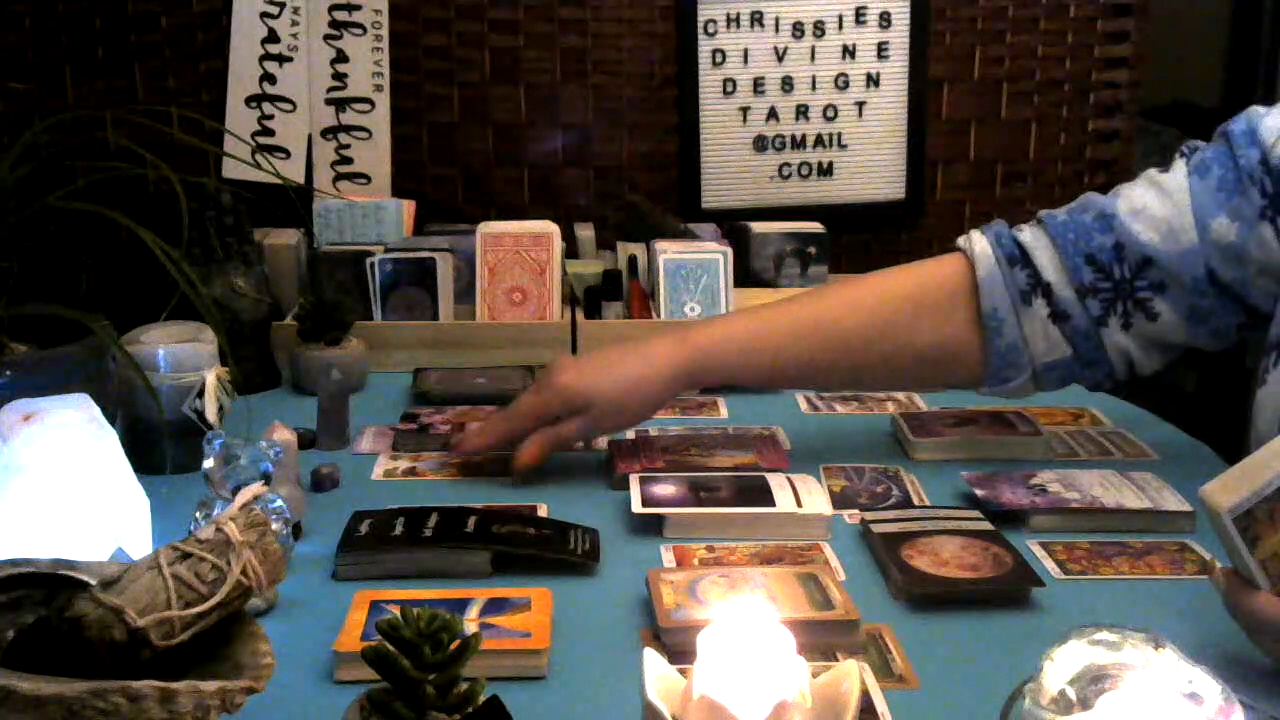 ALWAYS
grateful
FOREVER
thankful
CHRISSIES
DIVINE
DESIGN
TAROT
@GMAIL
.COM